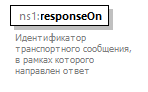 ns1:responseOn
Идентификатор
транспортного сообщения,
в рамках которого
направлен ответ